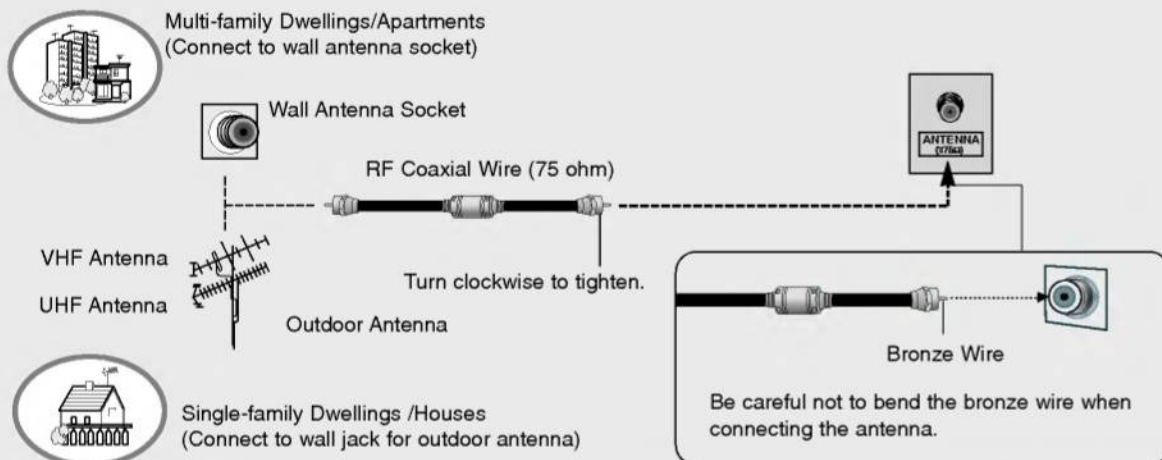 Multi-family Dwellings/Apartments
(Connect to wall antenna socket)
Wall Antenna Socket
ANTENNA
RF Coaxial Wire (75 ohm)
VHF Antenna
UHF Antenna
Turn clockwise to tighten.
Outdoor Antenna
Bronze Wire
Be careful not to bend the bronze wire when
connecting the antenna.
Single-family Dwellings /Houses
(Connect to wall jack for outdoor antenna)